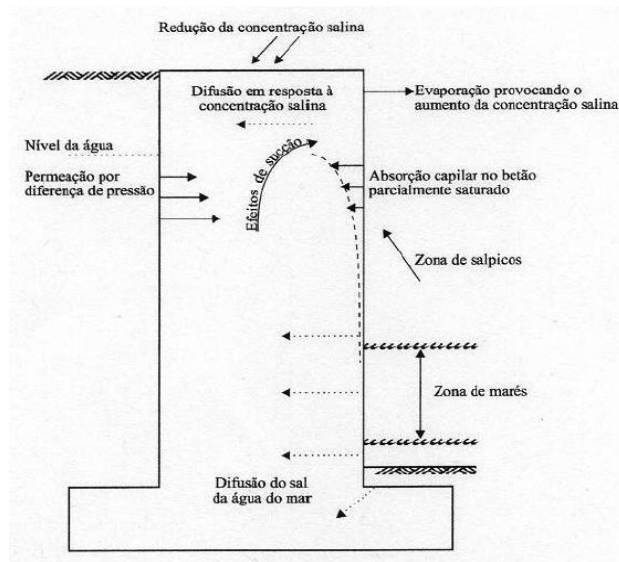 Redução da concentração salina
Difusão em resposta à
concentração salina
Evaporação provocando o
aumento da concentração salina
Nível da água
Permeação por
diferença de pressão
Efeitos de sucção
Absorção capilar no betão
parcialmente saturado
Zona de salpicos
Zona de marés
Difusão do sal
da água do mar